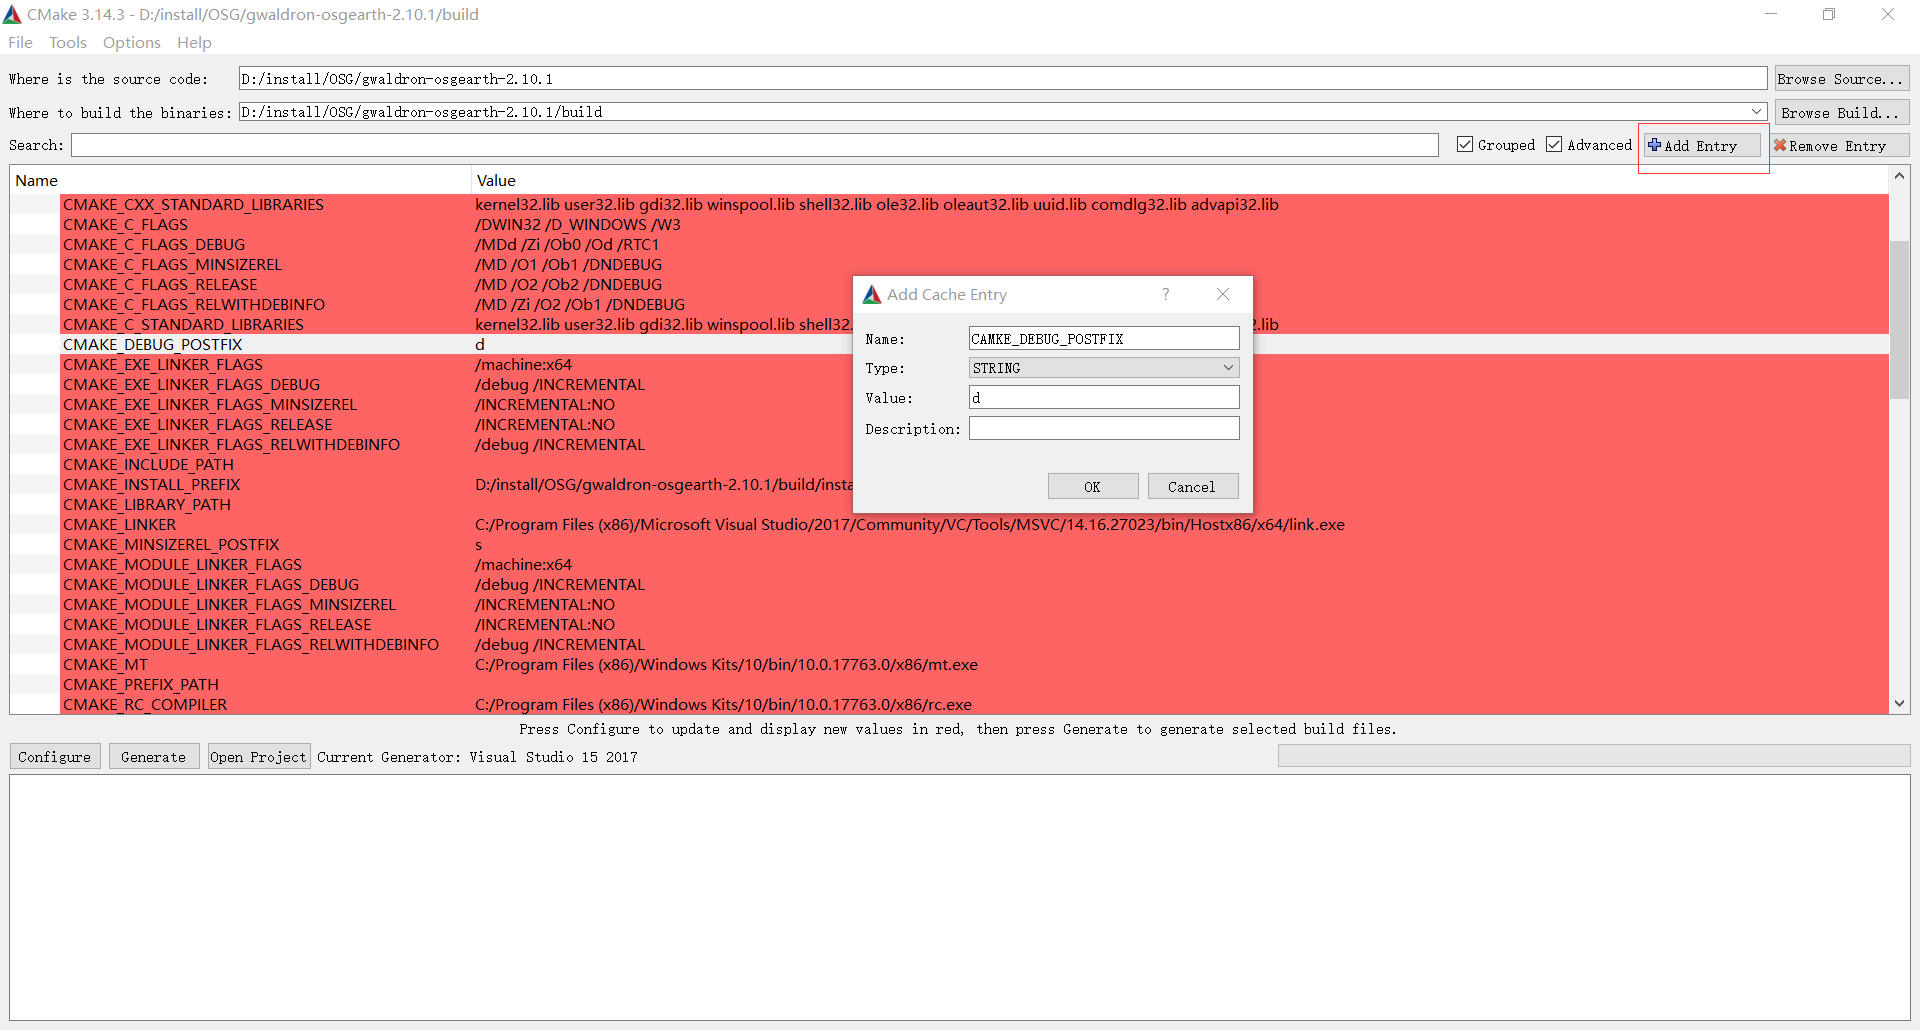 CMake 3.14.3 - D:/install/OSG/gwaldron-osgearth-2.10.1/build
File Tools Options Help
Where is the source code: D:/install/OSG/gwaldron-osgearth-2.10.1 Browse Source...
Where to build the binaries: D:/install/OSG/gwaldron-osgearth-2.10.1/build Browse Build...
Search: Grouped Advanced Add Entry Remove Entry
Name Value
CMAKE_CXX_STANDARD_LIBRARIES kernel32.lib user32.lib gdi32.lib winspool.lib shell32.lib ole32.lib oleaut32.lib uuid.lib comdlg32.lib advapi32.lib
CMAKE_C_FLAGS /DWIN32 /D_WINDOWS /W3
CMAKE_C_FLAGS_DEBUG /MDd /Zi /Ob0 /Od /RTC1
CMAKE_C_FLAGS_MINSIZEREL /MD /O1 /Ob1 /DNDEBUG
CMAKE_C_FLAGS_RELEASE /MD /O2 /Ob2 /DNDEBUG
CMAKE_C_FLAGS_RELWITHDEBINFO /MD /Zi /O2 /Ob1 /DNDEBUG
CMAKE_C_STANDARD_LIBRARIES kernel32.lib user32.lib gdi32.lib winspool.lib shell32. .lib
CMAKE_DEBUG_POSTFIX d
CMAKE_EXE_LINKER_FLAGS /machine:x64
CMAKE_EXE_LINKER_FLAGS_DEBUG /debug /INCREMENTAL
CMAKE_EXE_LINKER_FLAGS_MINSIZEREL /INCREMENTAL:NO
CMAKE_EXE_LINKER_FLAGS_RELEASE /INCREMENTAL:NO
CMAKE_EXE_LINKER_FLAGS_RELWITHDEBINFO /debug /INCREMENTAL
CMAKE_INCLUDE_PATH
CMAKE_INSTALL_PREFIX D:/install/OSG/gwaldron-osgearth-2.10.1/build/insta
CMAKE_LIBRARY_PATH
CMAKE_LINKER C:/Program Files (x86)/Microsoft Visual Studio/2017/Community/VC/Tools/MSVC/14.16.27023/bin/Hostx86/x64/link.exe
CMAKE_MINSIZEREL_POSTFIX s
CMAKE_MODULE_LINKER_FLAGS /machine:x64
CMAKE_MODULE_LINKER_FLAGS_DEBUG /debug /INCREMENTAL
CMAKE_MODULE_LINKER_FLAGS_MINSIZEREL /INCREMENTAL:NO
CMAKE_MODULE_LINKER_FLAGS_RELEASE /INCREMENTAL:NO
CMAKE_MODULE_LINKER_FLAGS_RELWITHDEBINFO /debug /INCREMENTAL
CMAKE_MT C:/Program Files (x86)/Windows Kits/10/bin/10.0.17763.0/x86/mt.exe
CMAKE_PREFIX_PATH
CMAKE_RC_COMPILER C:/Program Files (x86)/Windows Kits/10/bin/10.0.17763.0/x86/rc.exe
Add Cache Entry ?
Name: CAMKE_DEBUG_POSTFIX
Type: STRING
Value: d
Description:
OK Cancel
Press Configure to update and display new values in red, then press Generate to generate selected build files.
Configure Generate Open Project Current Generator: Visual Studio 15 2017